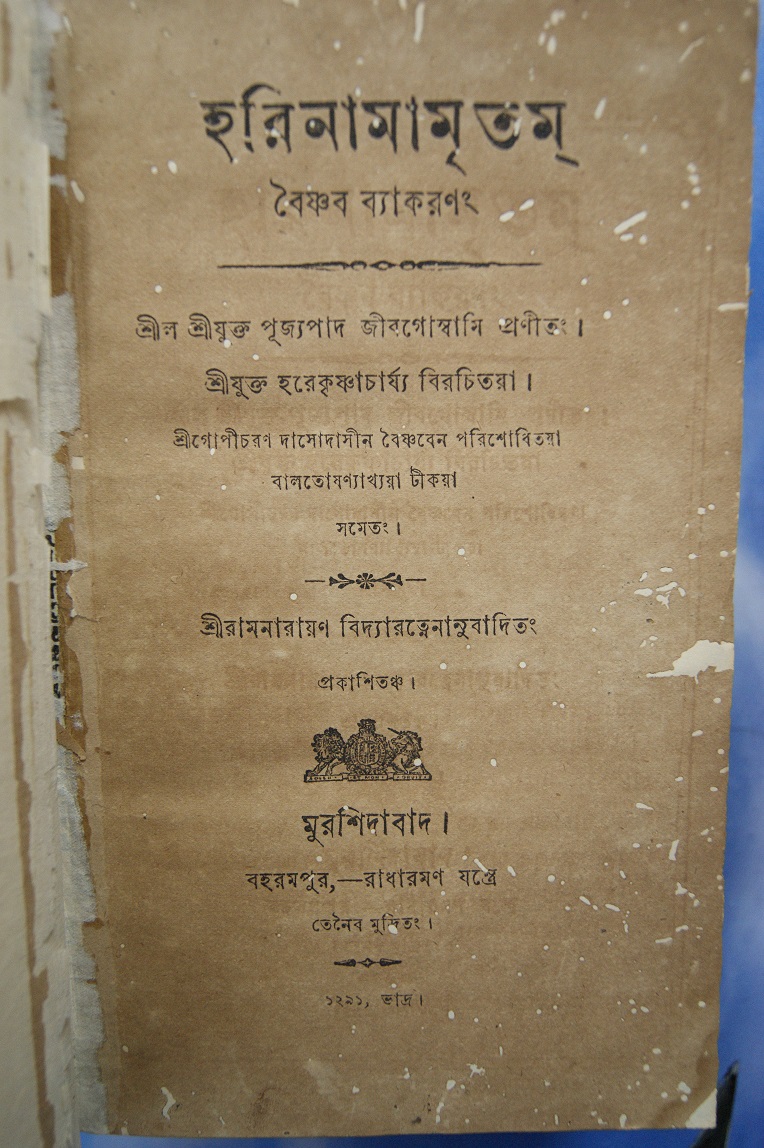 হরিনামামৃতম্
বৈষ্ণব ব্যাকরণং
শ্রীল শ্রীযুক্ত পূজ্যপাদ জীবগোস্বামি প্রণীতং।
শ্রীযুক্ত হরেকৃষ্ণাচার্য্য বিরচিতয়া।
শ্রীগোপীচরণ দাসোদাসীন বৈষ্ণবেন পরিশোধিতয়া
বালতোষণ্যাখ্যয়া টীকয়া
সমেতং।
শ্রীরামনারায়ণ বিদ্যারত্নেনানুবাদিতং
প্রকাশিতঞ্চ।
মুরশিদাবাদ।
বহরমপুর,—রাধারমণ যন্ত্রে
তেনৈব মুদ্রিতং।
১২৯১, ভাদ্র।